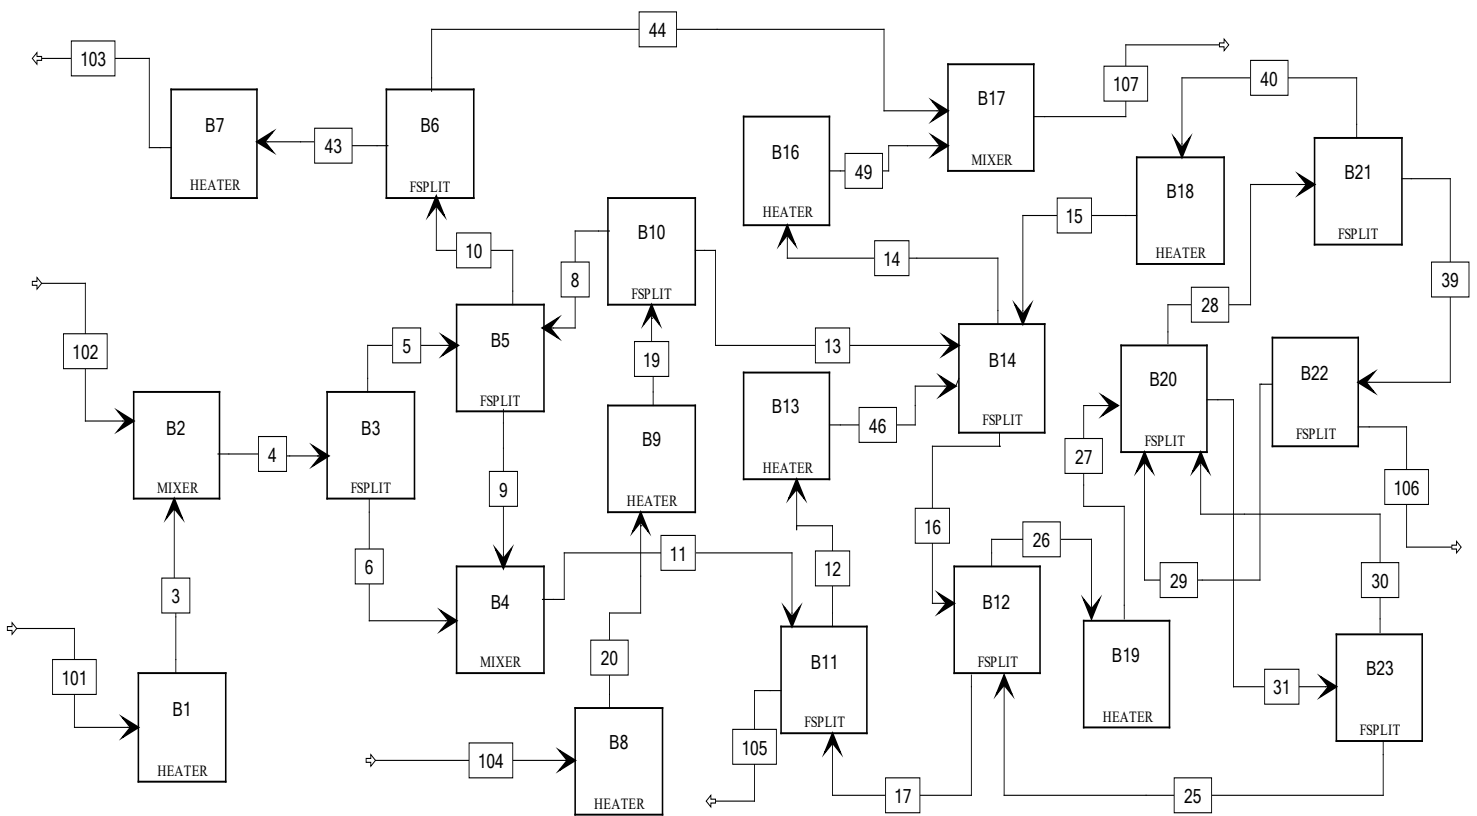 44
103
107
40
B17
B7
B6
B16
B21
43
49
MIXER
B18
HEATER
FSPLIT
HEATER
15
FSPLIT
B10
10
HEATER
14
8
39
FSPLIT
28
102
5
B5
19
13
B14
B20
B22
FSPLIT
B13
B2
B3
46
FSPLIT
B9
FSPLIT
FSPLIT
4
27
HEATER
MIXER
FSPLIT
9
106
HEATER
16
26
11
6
12
3
29
30
B4
B12
20
B11
B19
MIXER
FSPLIT
B23
101
31
B1
HEATER
FSPLIT
FSPLIT
B8
105
104
HEATER
HEATER
17
25